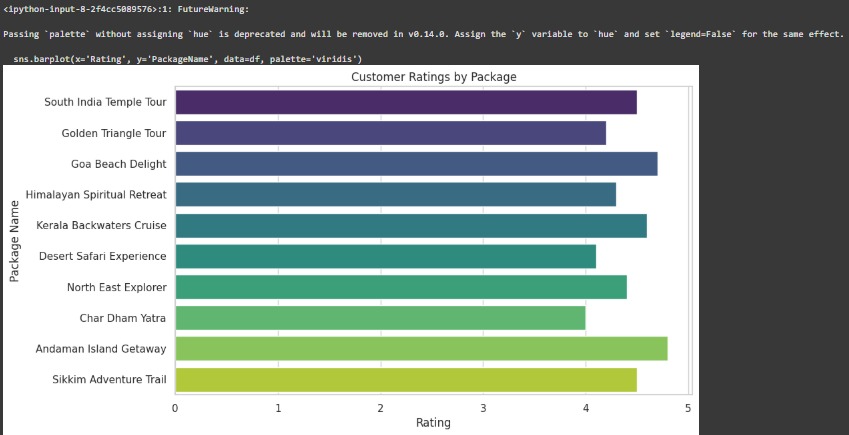 <ipython-input-8-2f4cc5089576>:1: FutureWarning:
Passing `palette` without assigning `hue` is deprecated and will be removed in v0.14.0. Assign the `y` variable to `hue` and set `legend=False` for the same effect.
sns.barplot(x='Rating', y='PackageName', data=df, palette='viridis')
Customer Ratings by Package
South India Temple Tour
Golden Triangle Tour
Goa Beach Delight
Himalayan Spiritual Retreat
Kerala Backwaters Cruise
Desert Safari Experience
North East Explorer
Char Dham Yatra
Andaman Island Getaway
Sikkim Adventure Trail
Package Name
0 1 2 3 4 5
Rating